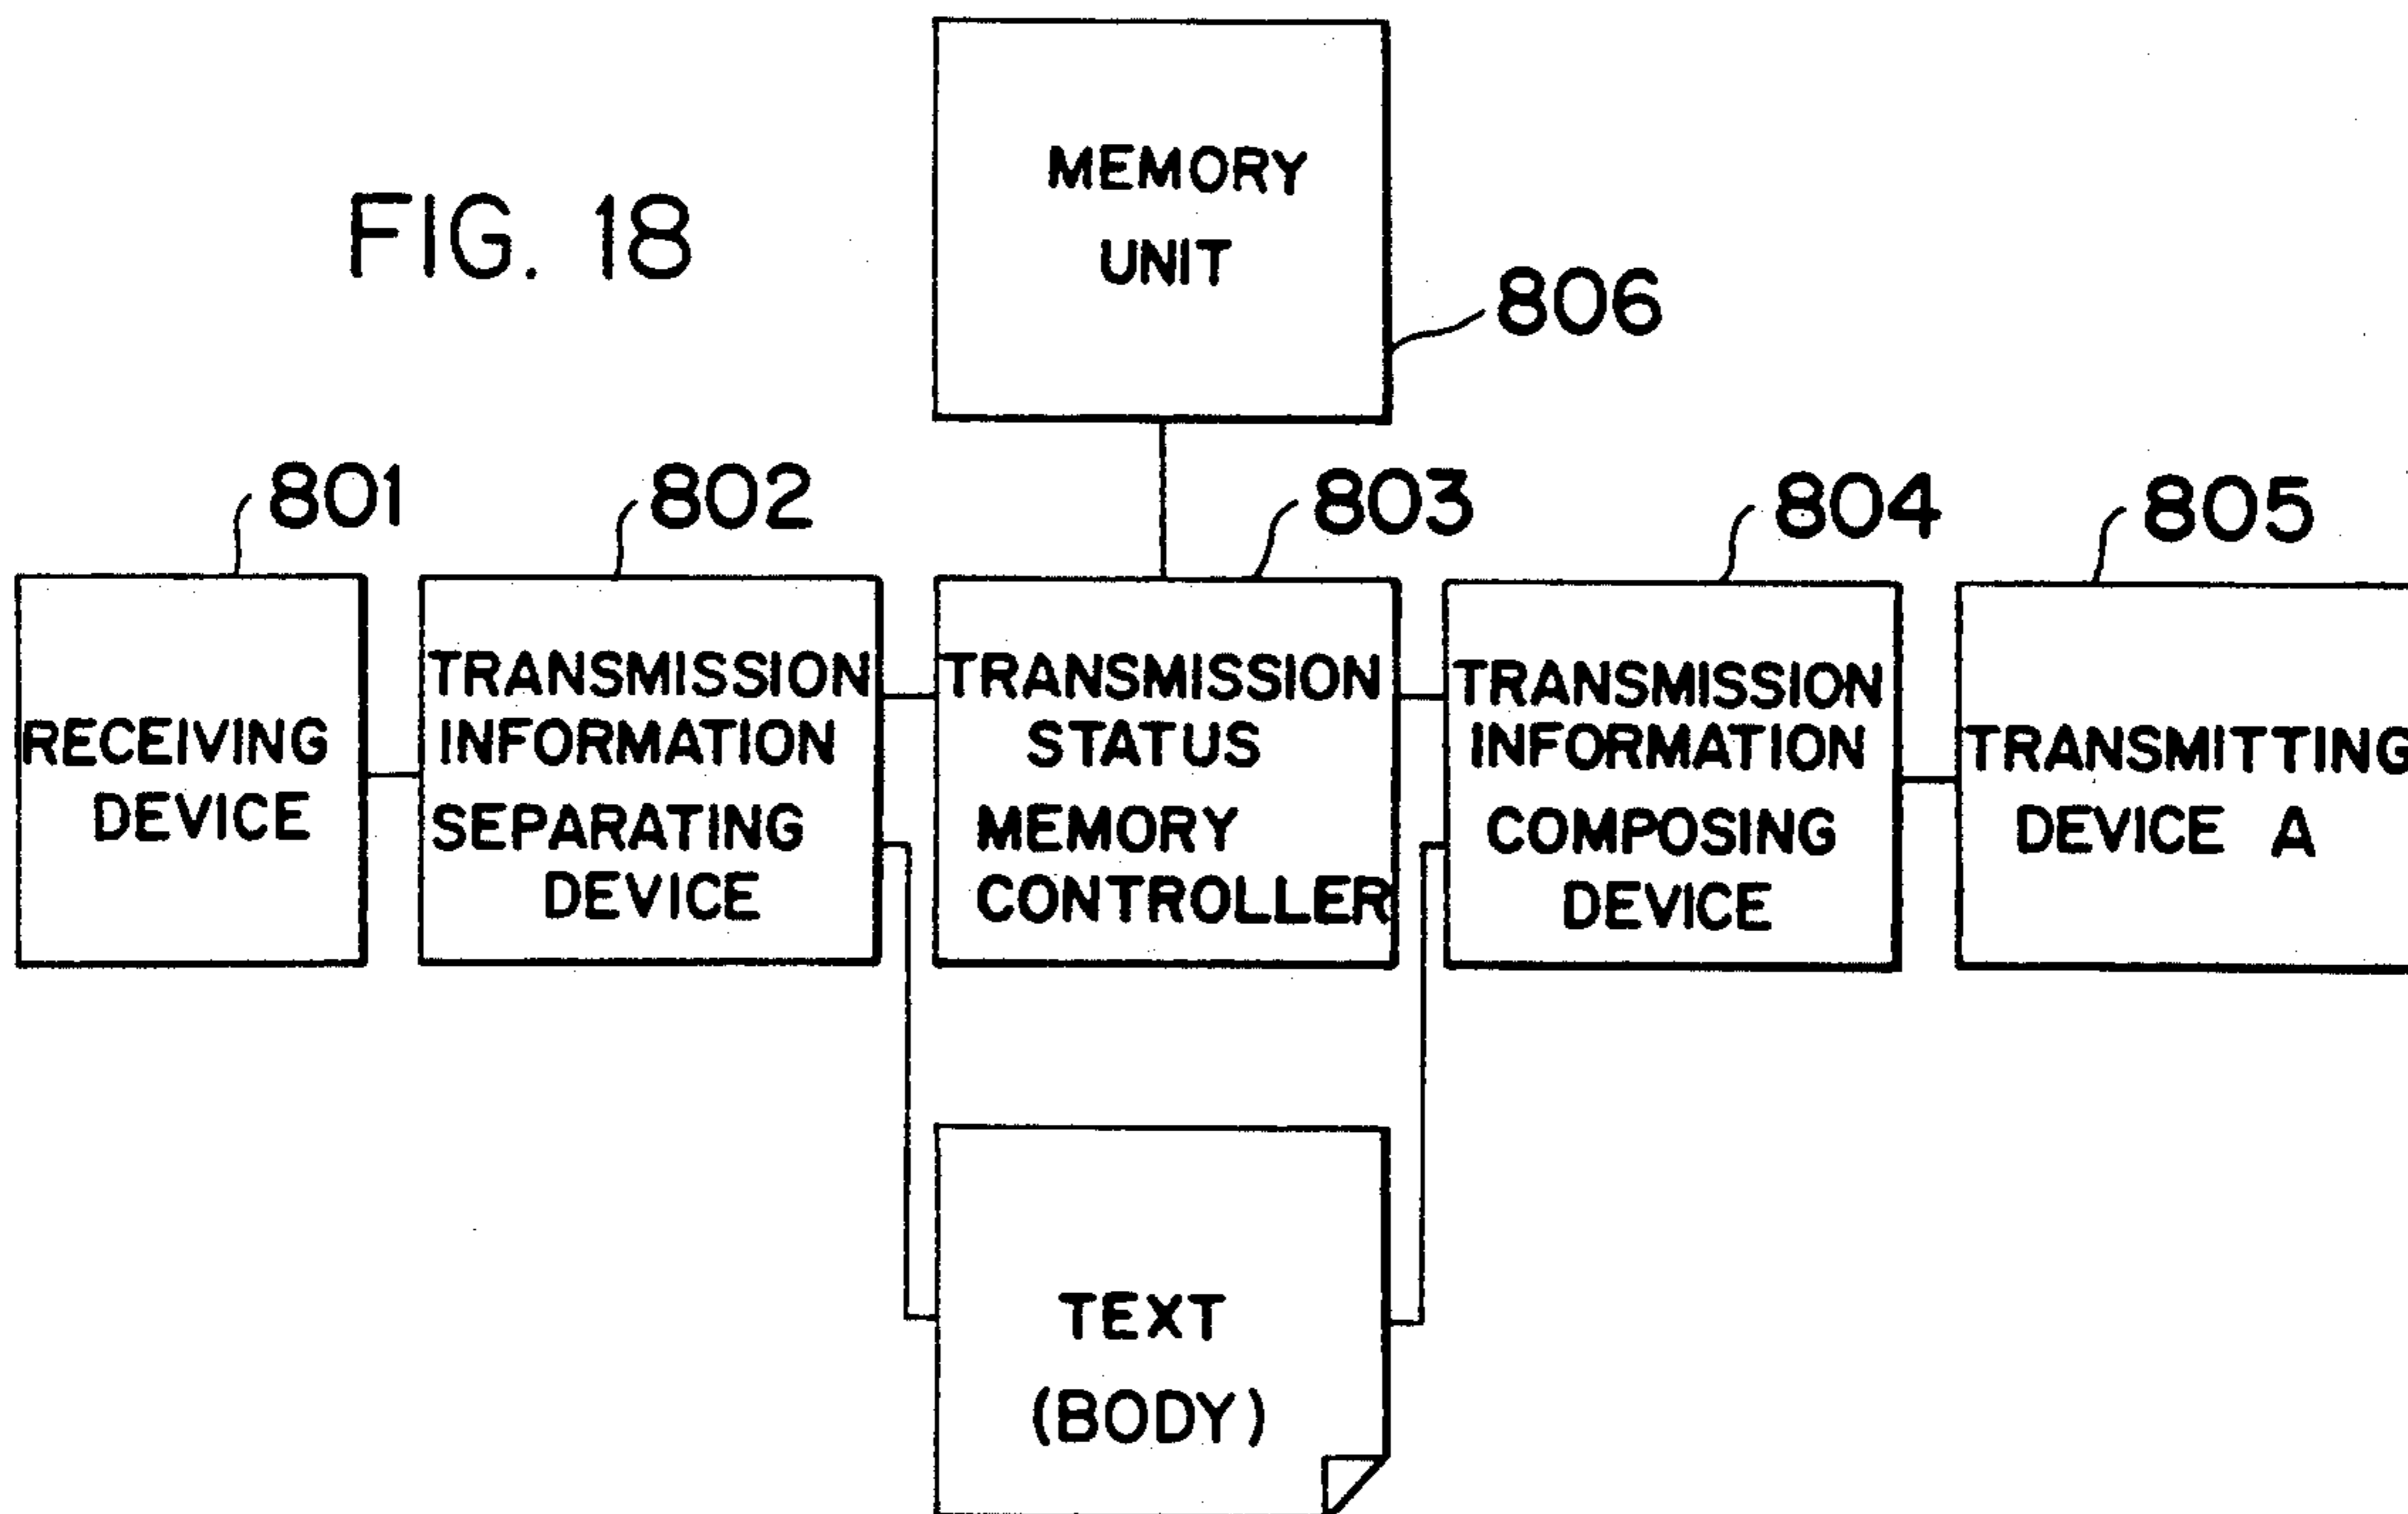 FIG. 18
MEMORY
UNIT
806
801
802
803
804
805
RECEIVING
DEVICE
TRANSMISSION
INFORMATION
SEPARATING
DEVICE
TRANSMISSION
STATUS
MEMORY
CONTROLLER
TRANSMISSION
INFORMATION
COMPOSING
DEVICE
TRANSMITTING
DEVICE A
TEXT
(BODY)